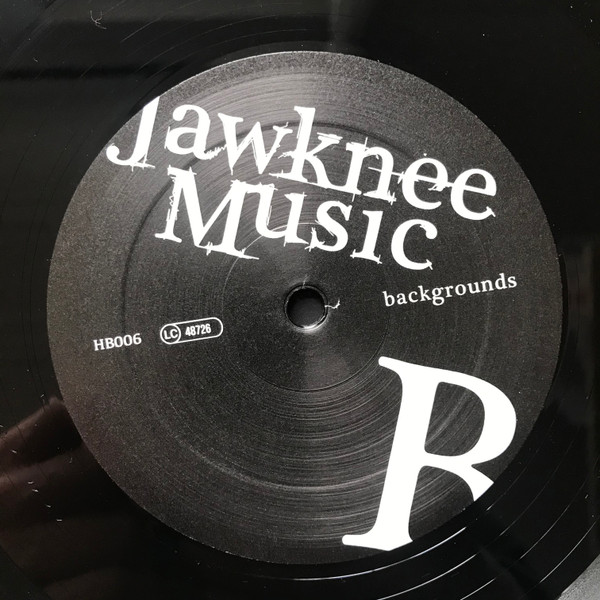 Jawknee
Music
backgrounds
HB006 LC 48726
B